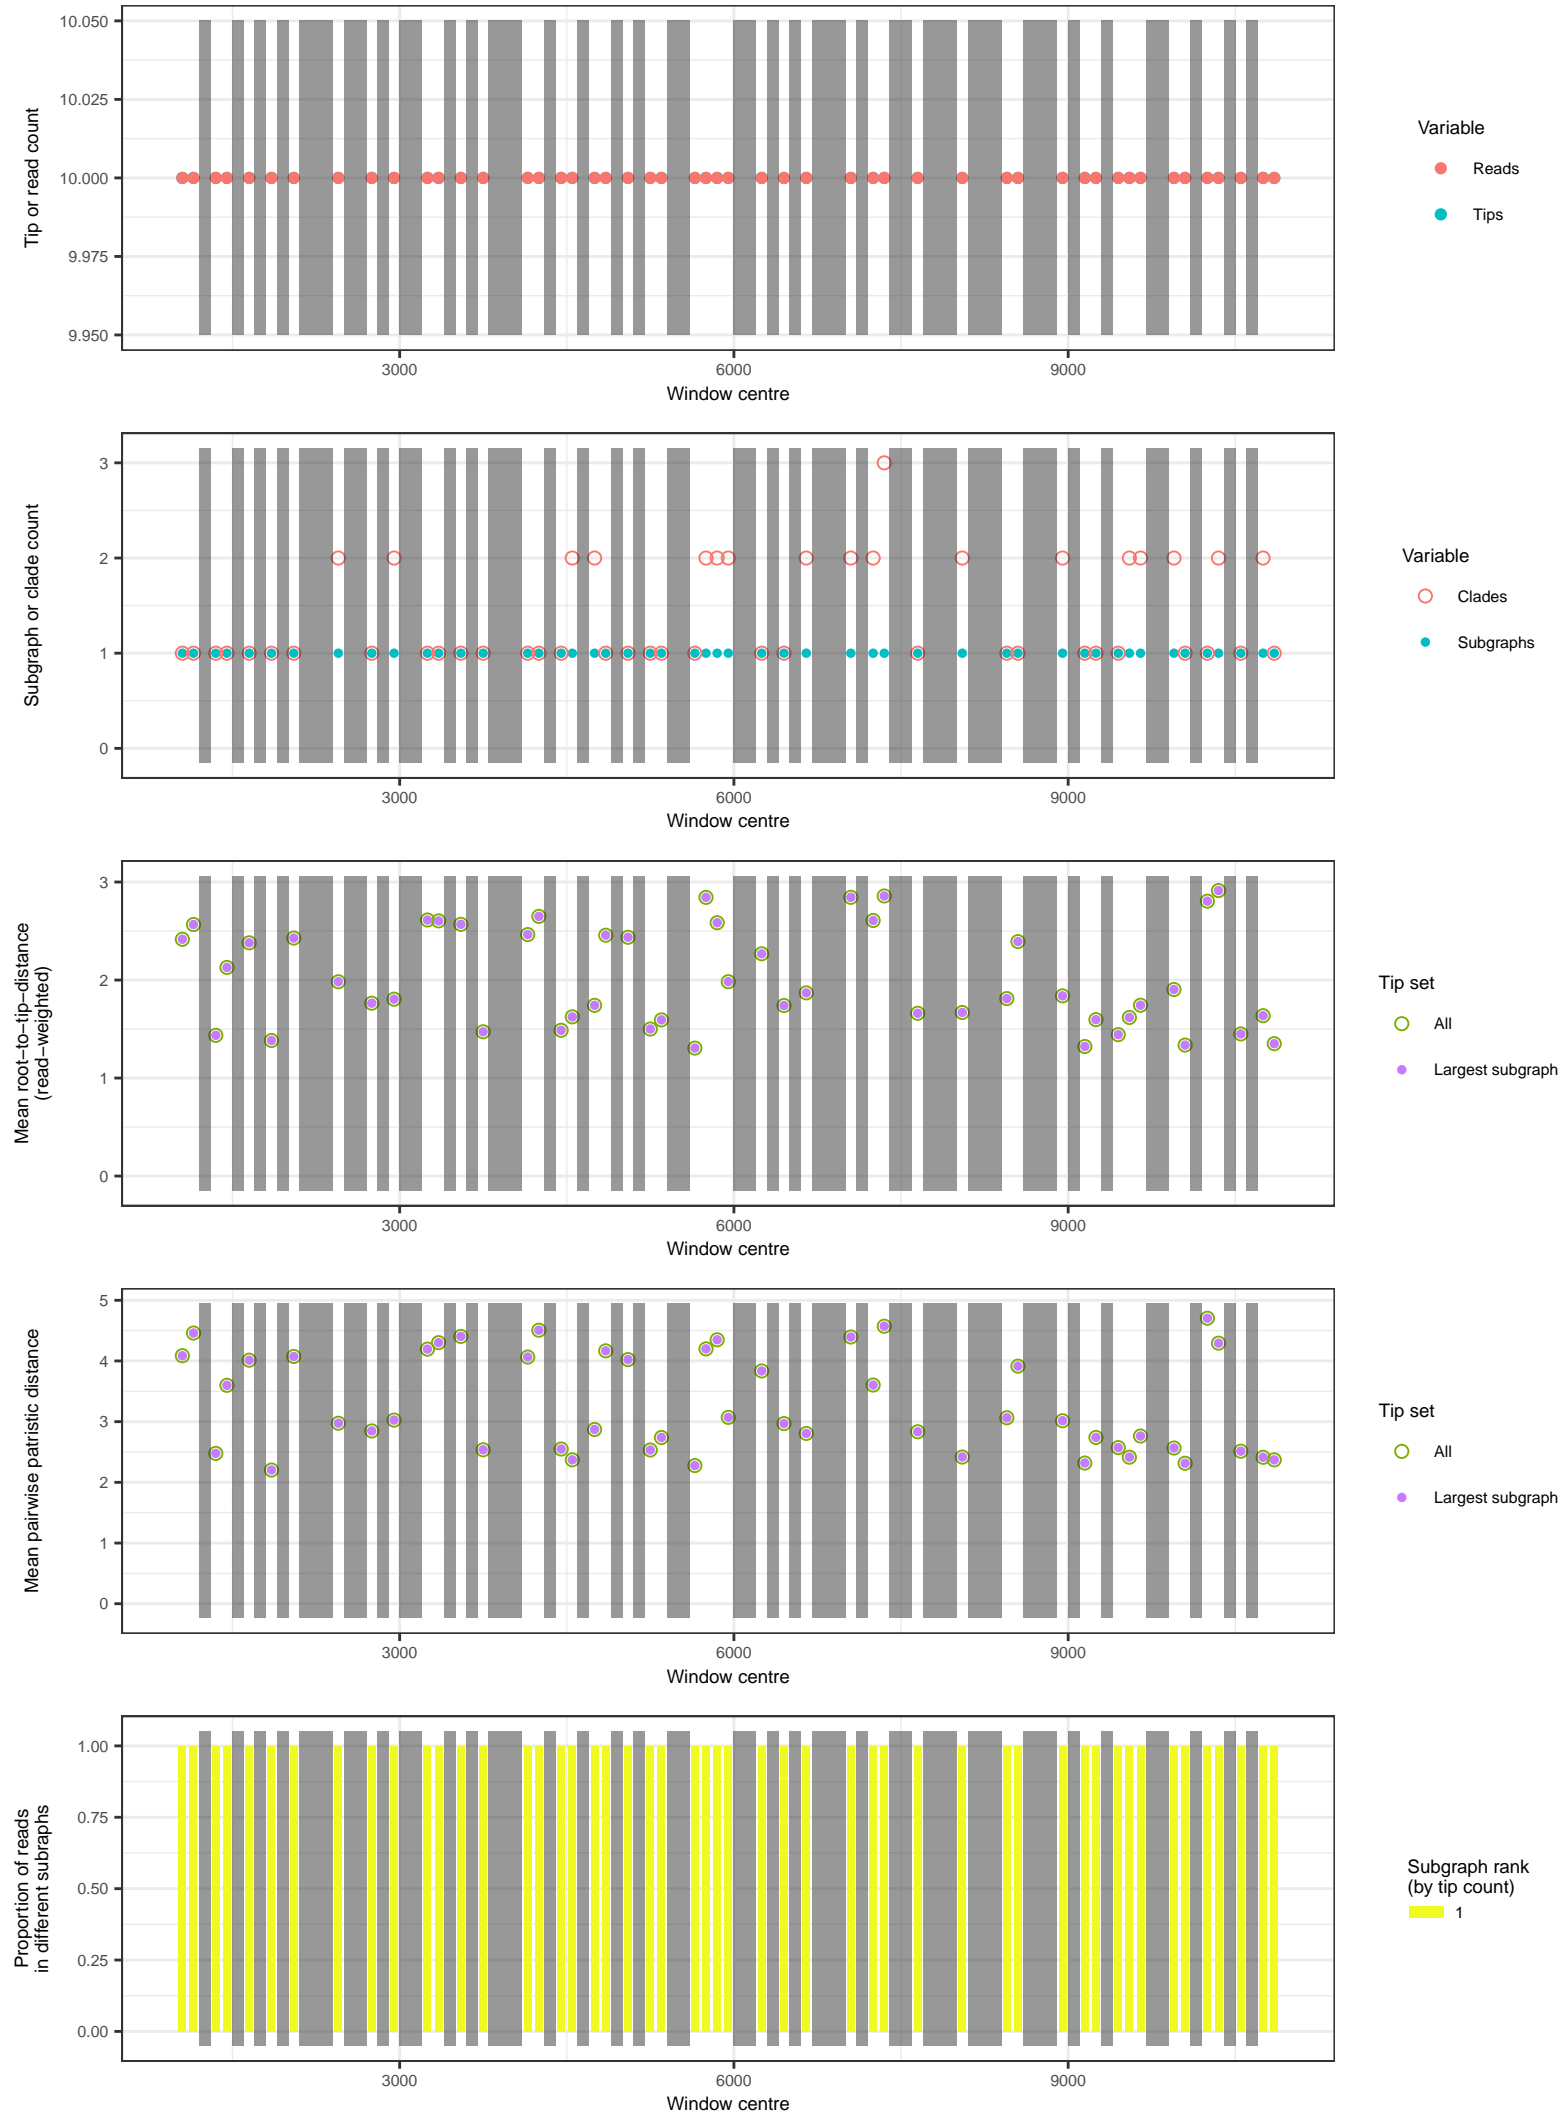 10.050
10.025
10.000
9.975
9.950
Tip or read count
3000
6000
9000
Window centre
Variable
Reads
Tips
3
2
1
0
Subgraph or clade count
3000
6000
9000
Window centre
Variable
Clades
Subgraphs
3
2
1
0
Mean root−to−tip−distance
(read−weighted)
3000
6000
9000
Window centre
Tip set
All
Largest subgraph
5
4
3
2
1
0
Mean pairwise patristic distance
3000
6000
9000
Window centre
Tip set
All
Largest subgraph
1.00
0.75
0.50
0.25
0.00
Proportion of reads
in different subraphs
3000
6000
9000
Window centre
Subgraph rank
(by tip count)
1